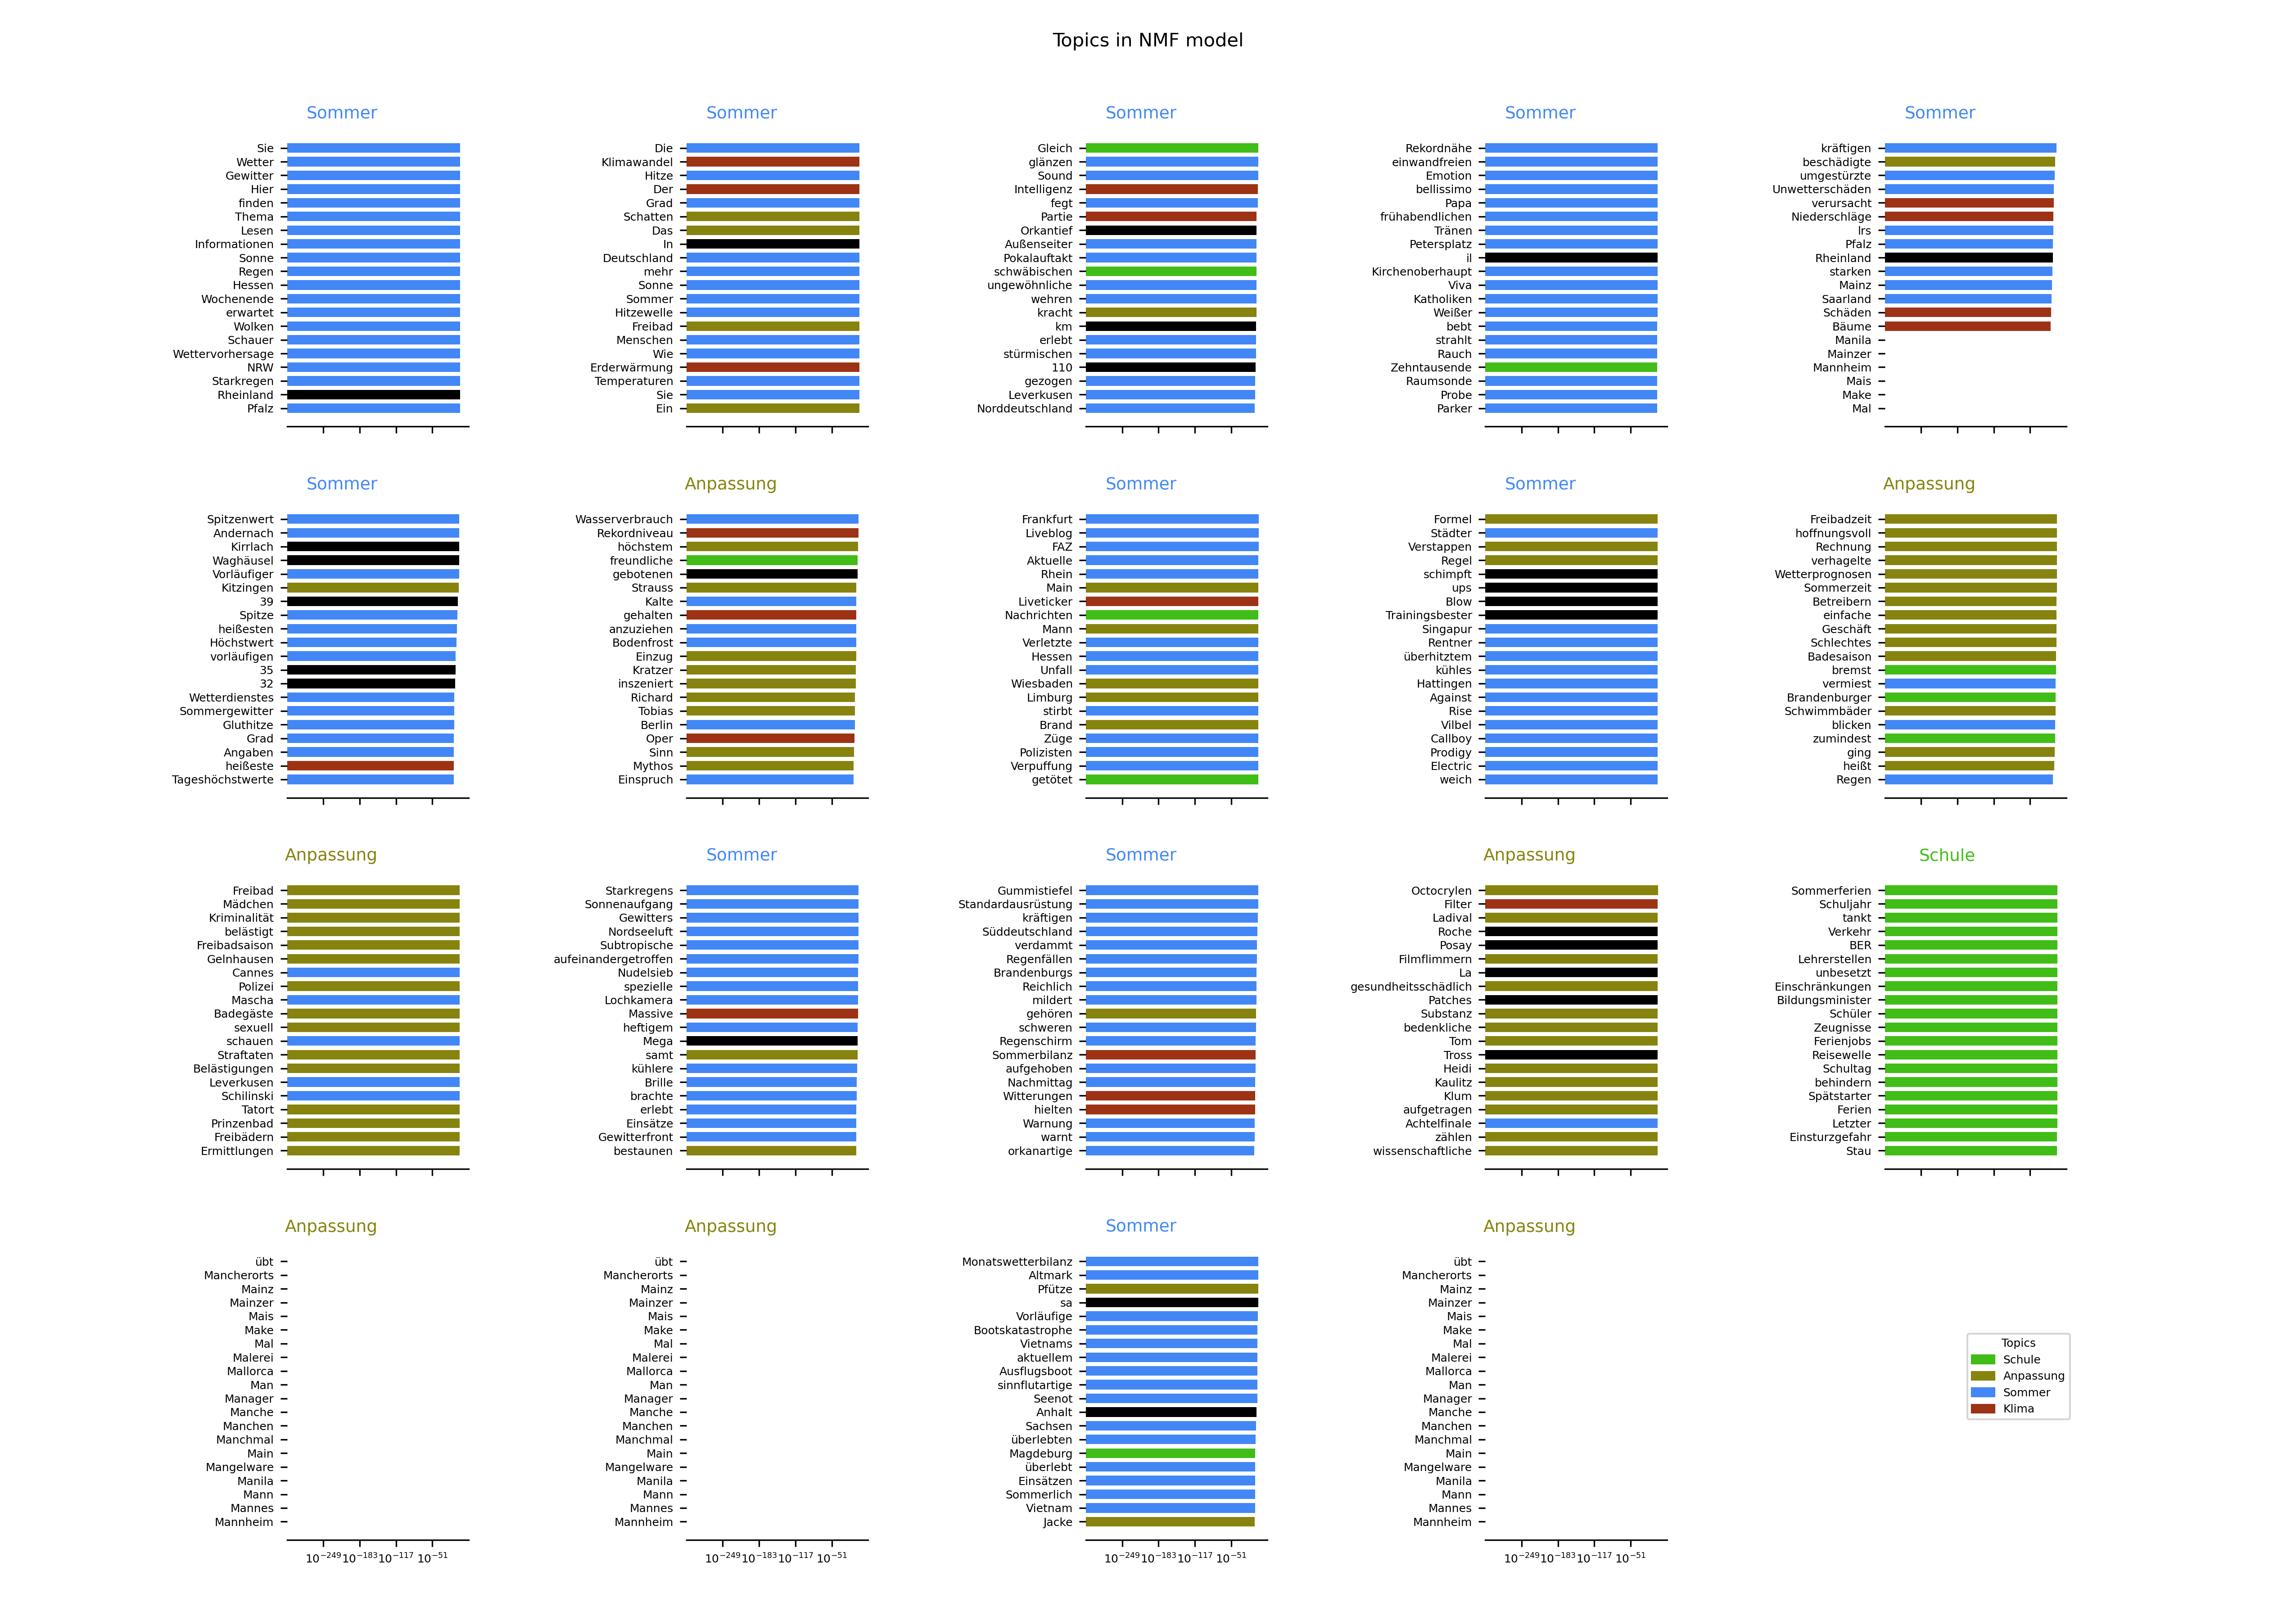 Topics in NMF model
Sommer
Sie
Wetter
Gewitter
Hier
finden
Thema
Lesen
Informationen
Sonne
Regen
Hessen
Wochenende
erwartet
Wolken
Schauer
Wettervorhersage
NRW
Starkregen
Rheinland
Pfalz
Sommer
Die
Klimawandel
Hitze
Der
Grad
Schatten
Das
In
Deutschland
mehr
Sonne
Sommer
Hitzewelle
Freibad
Menschen
Wie
Erderwärmung
Temperaturen
Sie
Ein
Sommer
Gleich
glänzen
Sound
Intelligenz
fegt
Partie
Orkantief
Außenseiter
Pokalauftakt
schwäbischen
ungewöhnliche
wehren
kracht
km
erlebt
stürmischen
110
gezogen
Leverkusen
Norddeutschland
Sommer
Rekordnähe
einwandfreien
Emotion
bellissimo
Papa
frühabendlichen
Tränen
Petersplatz
il
Kirchenoberhaupt
Viva
Katholiken
Weißer
bebt
strahlt
Rauch
Zehntausende
Raumsonde
Probe
Parker
Sommer
kräftigen
beschädigte
umgestürzte
Unwetterschäden
verursacht
Niederschläge
lrs
Pfalz
Rheinland
starken
Mainz
Saarland
Schäden
Bäume
Manila
Mainzer
Mannheim
Mais
Make
Mal
Sommer
Spitzenwert
Andernach
Kirrlach
Waghäusel
Vorläufiger
Kitzingen
39
Spitze
heißesten
Höchstwert
vorläufigen
35
32
Wetterdienstes
Sommergewitter
Gluthitze
Grad
Angaben
heißeste
Tageshöchstwerte
Anpassung
Wasserverbrauch
Rekordniveau
höchstem
freundliche
gebotenen
Strauss
Kalte
gehalten
anzuziehen
Bodenfrost
Einzug
Kratzer
inszeniert
Richard
Tobias
Berlin
Oper
Sinn
Mythos
Einspruch
Sommer
Frankfurt
Liveblog
FAZ
Aktuelle
Rhein
Main
Liveticker
Nachrichten
Mann
Verletzte
Hessen
Unfall
Wiesbaden
Limburg
stirbt
Brand
Züge
Polizisten
Verpuffung
getötet
Sommer
Formel
Städter
Verstappen
Regel
schimpft
ups
Blow
Trainingsbester
Singapur
Rentner
überhitztem
kühles
Hattingen
Against
Rise
Vilbel
Callboy
Prodigy
Electric
weich
Anpassung
Freibadzeit
hoffnungsvoll
Rechnung
verhagelte
Wetterprognosen
Sommerzeit
Betreibern
einfache
Geschäft
Schlechtes
Badesaison
bremst
vermiest
Brandenburger
Schwimmbäder
blicken
zumindest
ging
heißt
Regen
Anpassung
Freibad
Mädchen
Kriminalität
belästigt
Freibadsaison
Gelnhausen
Cannes
Polizei
Mascha
Badegäste
sexuell
schauen
Straftaten
Belästigungen
Leverkusen
Schilinski
Tatort
Prinzenbad
Freibädern
Ermittlungen
Sommer
Starkregens
Sonnenaufgang
Gewitters
Nordseeluft
Subtropische
aufeinandergetroffen
Nudelsieb
spezielle
Lochkamera
Massive
heftigem
Mega
samt
kühlere
Brille
brachte
erlebt
Einsätze
Gewitterfront
bestaunen
Sommer
Gummistiefel
Standardausrüstung
kräftigen
Süddeutschland
verdammt
Regenfällen
Brandenburgs
Reichlich
mildert
gehören
schweren
Regenschirm
Sommerbilanz
aufgehoben
Nachmittag
Witterungen
hielten
Warnung
warnt
orkanartige
Anpassung
Octocrylen
Filter
Ladival
Roche
Posay
Filmflimmern
La
gesundheitsschädlich
Patches
Substanz
bedenkliche
Tom
Tross
Heidi
Kaulitz
Klum
aufgetragen
Achtelfinale
zählen
wissenschaftliche
Schule
Sommerferien
Schuljahr
tankt
Verkehr
BER
Lehrerstellen
unbesetzt
Einschränkungen
Bildungsminister
Schüler
Zeugnisse
Ferienjobs
Reisewelle
Schultag
behindern
Spätstarter
Ferien
Letzter
Einsturzgefahr
Stau
Anpassung
übt
Mancherorts
Mainz
Mainzer
Mais
Make
Mal
Malerei
Mallorca
Man
Manager
Manche
Manchen
Manchmal
Main
Mangelware
Manila
Mann
Mannes
Mannheim
10⁻²⁴⁹ 10⁻¹⁸³ 10⁻¹¹⁷ 10⁻⁵¹
Anpassung
übt
Mancherorts
Mainz
Mainzer
Mais
Make
Mal
Malerei
Mallorca
Man
Manager
Manche
Manchen
Manchmal
Main
Mangelware
Manila
Mann
Mannes
Mannheim
10⁻²⁴⁹ 10⁻¹⁸³ 10⁻¹¹⁷ 10⁻⁵¹
Sommer
Monatswetterbilanz
Altmark
Pfütze
sa
Vorläufige
Bootskatastrophe
Vietnams
aktuellem
Ausflugsboot
sinnflutartige
Seenot
Anhalt
Sachsen
überlebten
Magdeburg
überlebt
Einsätzen
Sommerlich
Vietnam
Jacke
10⁻²⁴⁹ 10⁻¹⁸³ 10⁻¹¹⁷ 10⁻⁵¹
Anpassung
übt
Mancherorts
Mainz
Mainzer
Mais
Make
Mal
Malerei
Mallorca
Man
Manager
Manche
Manchen
Manchmal
Main
Mangelware
Manila
Mann
Mannes
Mannheim
10⁻²⁴⁹ 10⁻¹⁸³ 10⁻¹¹⁷ 10⁻⁵¹
Topics
Schule
Anpassung
Sommer
Klima